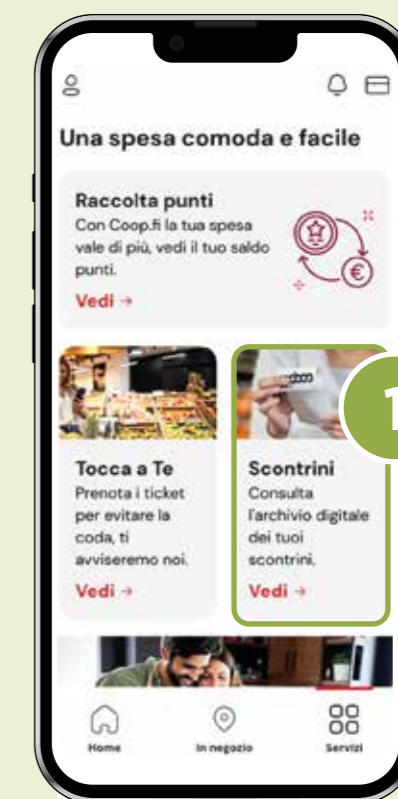 Una spesa comoda e facile
Raccolta punti
Con Coop.fi la tua spesa
vale di più, vedi il tuo saldo
punti.
Vedi →
Tocca a Te
Prenota i ticket
per evitare la
coda, ti
avviseremo noi.
Vedi →
Scontrini
Consulta
l'archivio digitale
dei tuoi
scontrini.
Vedi →
1
Home
In negozio
Servizi